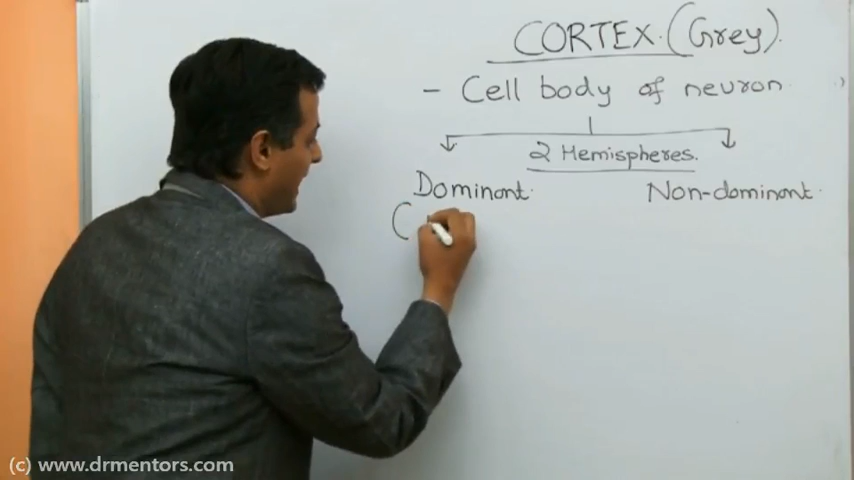 CORTEX. (Grey).
- Cell body of neuron
2 Hemispheres.
Dominant. Non-dominant.
(
(c) www.drmentors.com